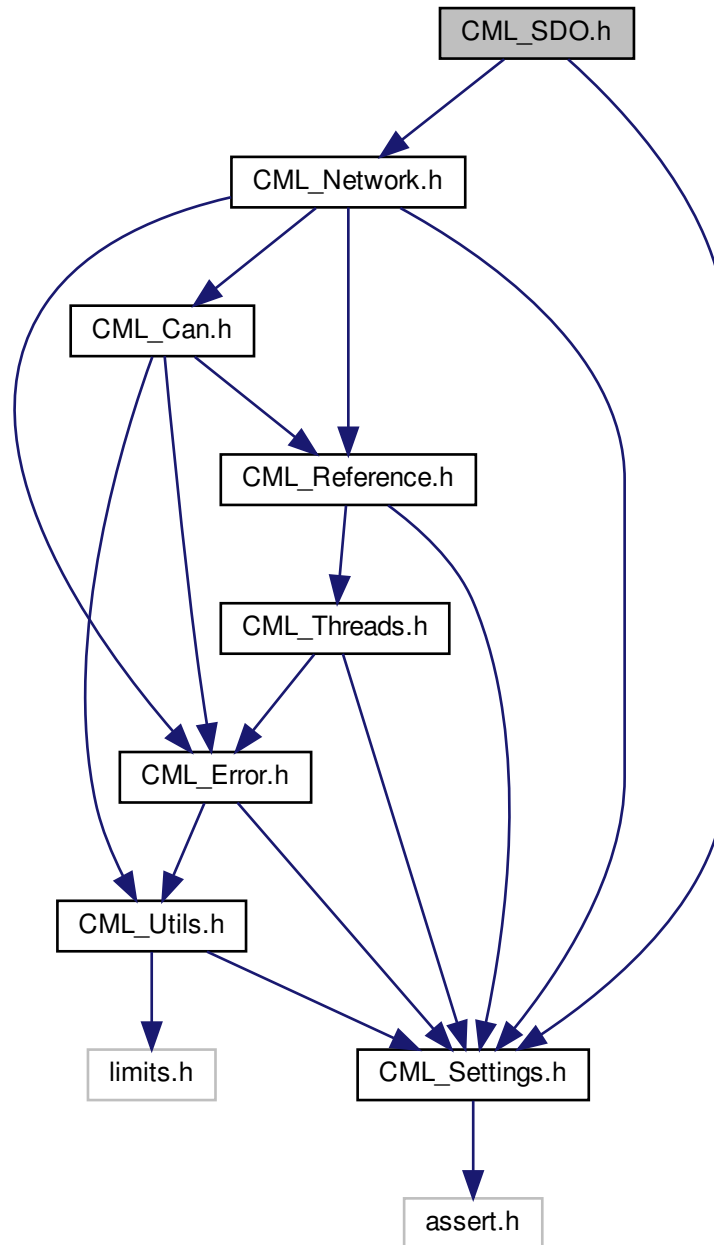 CML_SDO.h
CML_Network.h
CML_Can.h
CML_Reference.h
CML_Threads.h
CML_Error.h
CML_Utils.h
limits.h
CML_Settings.h
assert.h